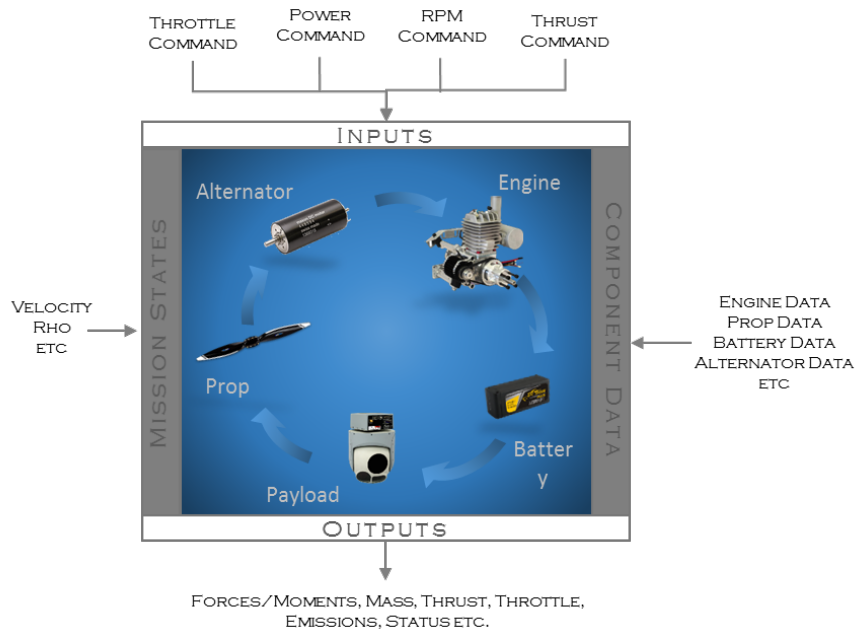 THROTTLE
COMMAND
POWER
COMMAND
RPM
COMMAND
THRUST
COMMAND
INPUTS
MISSION STATES
COMPONENT DATA
Alternator
Engine
Prop
Batter
y
Payload
VELOCITY
RHO
ETC
ENGINE DATA
PROP DATA
BATTERY DATA
ALTERNATOR DATA
ETC
OUTPUTS
FORCES/MOMENTS, MASS, THRUST, THROTTLE,
EMISSIONS, STATUS ETC.